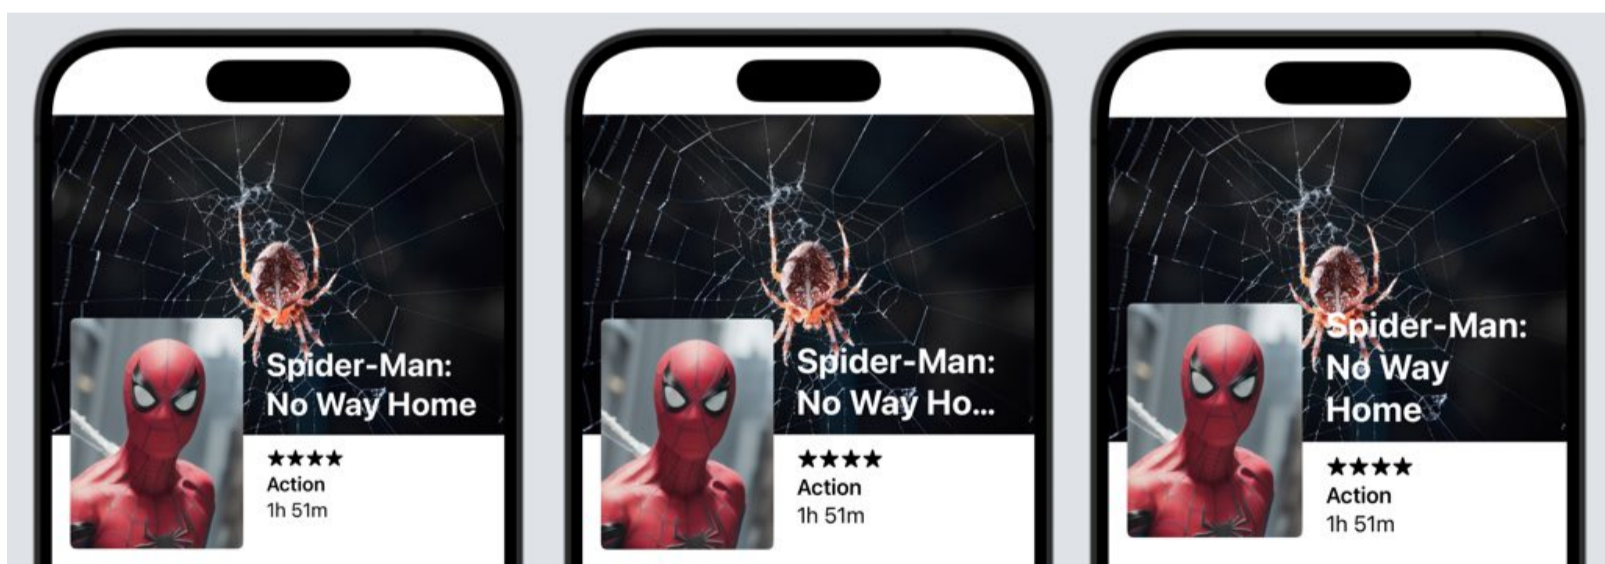 Spider-Man:
No Way Home
★★★★
Action
1h 51m
Spider-Man:
No Way Ho...
★★★★
Action
1h 51m
Spider-Man:
No Way
Home
★★★★
Action
1h 51m